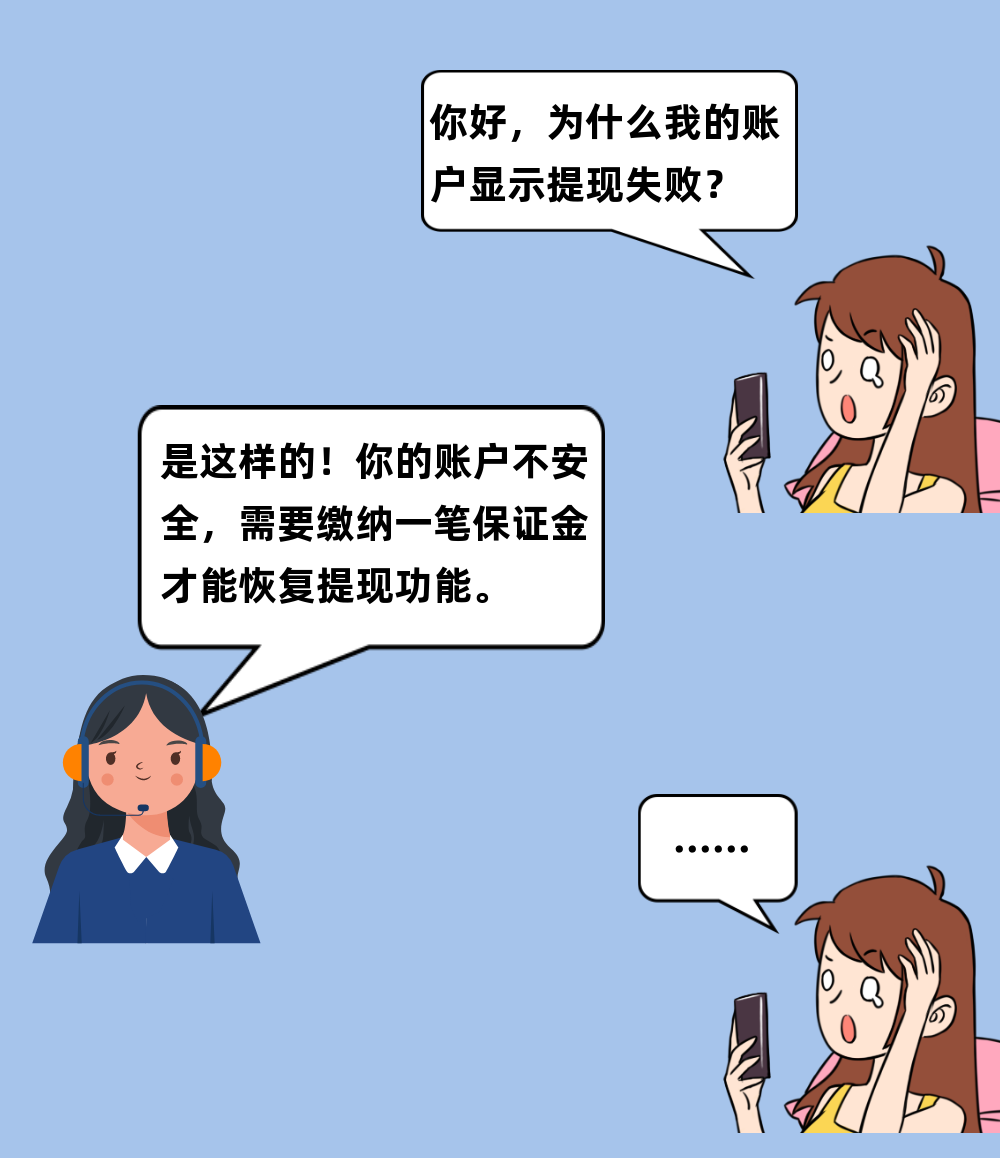 你好，为什么我的账
户显示提现失败？
是这样的！你的账户不安
全，需要缴纳一笔保证金
才能恢复提现功能。
……